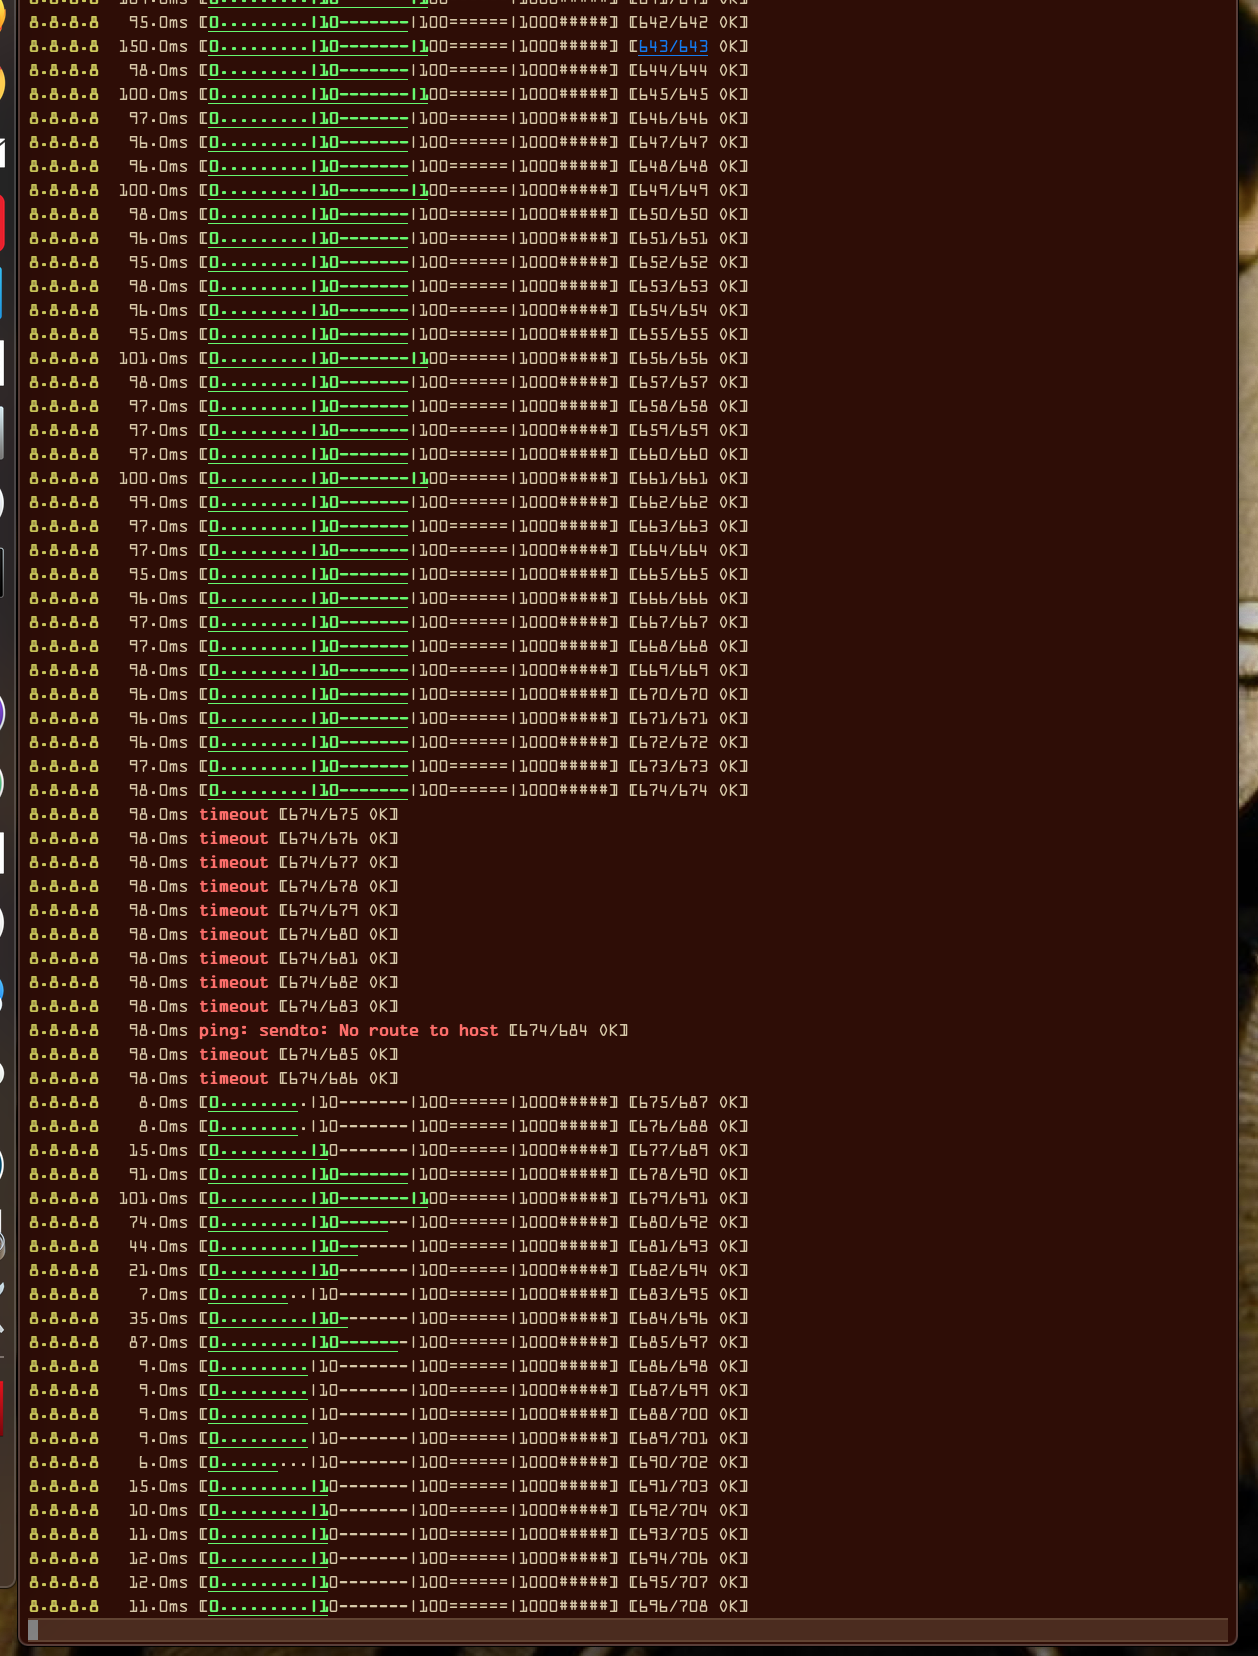 8.8.8.8   95.0ms [0.........|10-------|100======|1000#####] [642/642 OK]
8.8.8.8  150.0ms [0.........|10-------|100======|1000#####] [643/643 OK]
8.8.8.8   98.0ms [0.........|10-------|100======|1000#####] [644/644 OK]
8.8.8.8  100.0ms [0.........|10-------|100======|1000#####] [645/645 OK]
8.8.8.8   97.0ms [0.........|10-------|100======|1000#####] [646/646 OK]
8.8.8.8   96.0ms [0.........|10-------|100======|1000#####] [647/647 OK]
8.8.8.8   96.0ms [0.........|10-------|100======|1000#####] [648/648 OK]
8.8.8.8  100.0ms [0.........|10-------|100======|1000#####] [649/649 OK]
8.8.8.8   98.0ms [0.........|10-------|100======|1000#####] [650/650 OK]
8.8.8.8   96.0ms [0.........|10-------|100======|1000#####] [651/651 OK]
8.8.8.8   95.0ms [0.........|10-------|100======|1000#####] [652/652 OK]
8.8.8.8   98.0ms [0.........|10-------|100======|1000#####] [653/653 OK]
8.8.8.8   96.0ms [0.........|10-------|100======|1000#####] [654/654 OK]
8.8.8.8   95.0ms [0.........|10-------|100======|1000#####] [655/655 OK]
8.8.8.8  101.0ms [0.........|10-------|100======|1000#####] [656/656 OK]
8.8.8.8   98.0ms [0.........|10-------|100======|1000#####] [657/657 OK]
8.8.8.8   97.0ms [0.........|10-------|100======|1000#####] [658/658 OK]
8.8.8.8   97.0ms [0.........|10-------|100======|1000#####] [659/659 OK]
8.8.8.8   97.0ms [0.........|10-------|100======|1000#####] [660/660 OK]
8.8.8.8  100.0ms [0.........|10-------|100======|1000#####] [661/661 OK]
8.8.8.8   99.0ms [0.........|10-------|100======|1000#####] [662/662 OK]
8.8.8.8   97.0ms [0.........|10-------|100======|1000#####] [663/663 OK]
8.8.8.8   97.0ms [0.........|10-------|100======|1000#####] [664/664 OK]
8.8.8.8   95.0ms [0.........|10-------|100======|1000#####] [665/665 OK]
8.8.8.8   96.0ms [0.........|10-------|100======|1000#####] [666/666 OK]
8.8.8.8   97.0ms [0.........|10-------|100======|1000#####] [667/667 OK]
8.8.8.8   97.0ms [0.........|10-------|100======|1000#####] [668/668 OK]
8.8.8.8   98.0ms [0.........|10-------|100======|1000#####] [669/669 OK]
8.8.8.8   96.0ms [0.........|10-------|100======|1000#####] [670/670 OK]
8.8.8.8   96.0ms [0.........|10-------|100======|1000#####] [671/671 OK]
8.8.8.8   96.0ms [0.........|10-------|100======|1000#####] [672/672 OK]
8.8.8.8   97.0ms [0.........|10-------|100======|1000#####] [673/673 OK]
8.8.8.8   98.0ms [0.........|10-------|100======|1000#####] [674/674 OK]
8.8.8.8   98.0ms timeout [674/675 OK]
8.8.8.8   98.0ms timeout [674/676 OK]
8.8.8.8   98.0ms timeout [674/677 OK]
8.8.8.8   98.0ms timeout [674/678 OK]
8.8.8.8   98.0ms timeout [674/679 OK]
8.8.8.8   98.0ms timeout [674/680 OK]
8.8.8.8   98.0ms timeout [674/681 OK]
8.8.8.8   98.0ms timeout [674/682 OK]
8.8.8.8   98.0ms timeout [674/683 OK]
8.8.8.8   98.0ms ping: sendto: No route to host [674/684 OK]
8.8.8.8   98.0ms timeout [674/685 OK]
8.8.8.8   98.0ms timeout [674/686 OK]
8.8.8.8    8.0ms [0.........|10-------|100======|1000#####] [675/687 OK]
8.8.8.8    8.0ms [0.........|10-------|100======|1000#####] [676/688 OK]
8.8.8.8   15.0ms [0.........|10-------|100======|1000#####] [677/689 OK]
8.8.8.8   91.0ms [0.........|10-------|100======|1000#####] [678/690 OK]
8.8.8.8  101.0ms [0.........|10-------|100======|1000#####] [679/691 OK]
8.8.8.8   74.0ms [0.........|10-------|100======|1000#####] [680/692 OK]
8.8.8.8   44.0ms [0.........|10-------|100======|1000#####] [681/693 OK]
8.8.8.8   21.0ms [0.........|10-------|100======|1000#####] [682/694 OK]
8.8.8.8    7.0ms [0.........|10-------|100======|1000#####] [683/695 OK]
8.8.8.8   35.0ms [0.........|10-------|100======|1000#####] [684/696 OK]
8.8.8.8   87.0ms [0.........|10-------|100======|1000#####] [685/697 OK]
8.8.8.8    9.0ms [0.........|10-------|100======|1000#####] [686/698 OK]
8.8.8.8    9.0ms [0.........|10-------|100======|1000#####] [687/699 OK]
8.8.8.8    9.0ms [0.........|10-------|100======|1000#####] [688/700 OK]
8.8.8.8    9.0ms [0.........|10-------|100======|1000#####] [689/701 OK]
8.8.8.8    6.0ms [0.........|10-------|100======|1000#####] [690/702 OK]
8.8.8.8   15.0ms [0.........|10-------|100======|1000#####] [691/703 OK]
8.8.8.8   10.0ms [0.........|10-------|100======|1000#####] [692/704 OK]
8.8.8.8   11.0ms [0.........|10-------|100======|1000#####] [693/705 OK]
8.8.8.8   12.0ms [0.........|10-------|100======|1000#####] [694/706 OK]
8.8.8.8   12.0ms [0.........|10-------|100======|1000#####] [695/707 OK]
8.8.8.8   11.0ms [0.........|10-------|100======|1000#####] [696/708 OK]